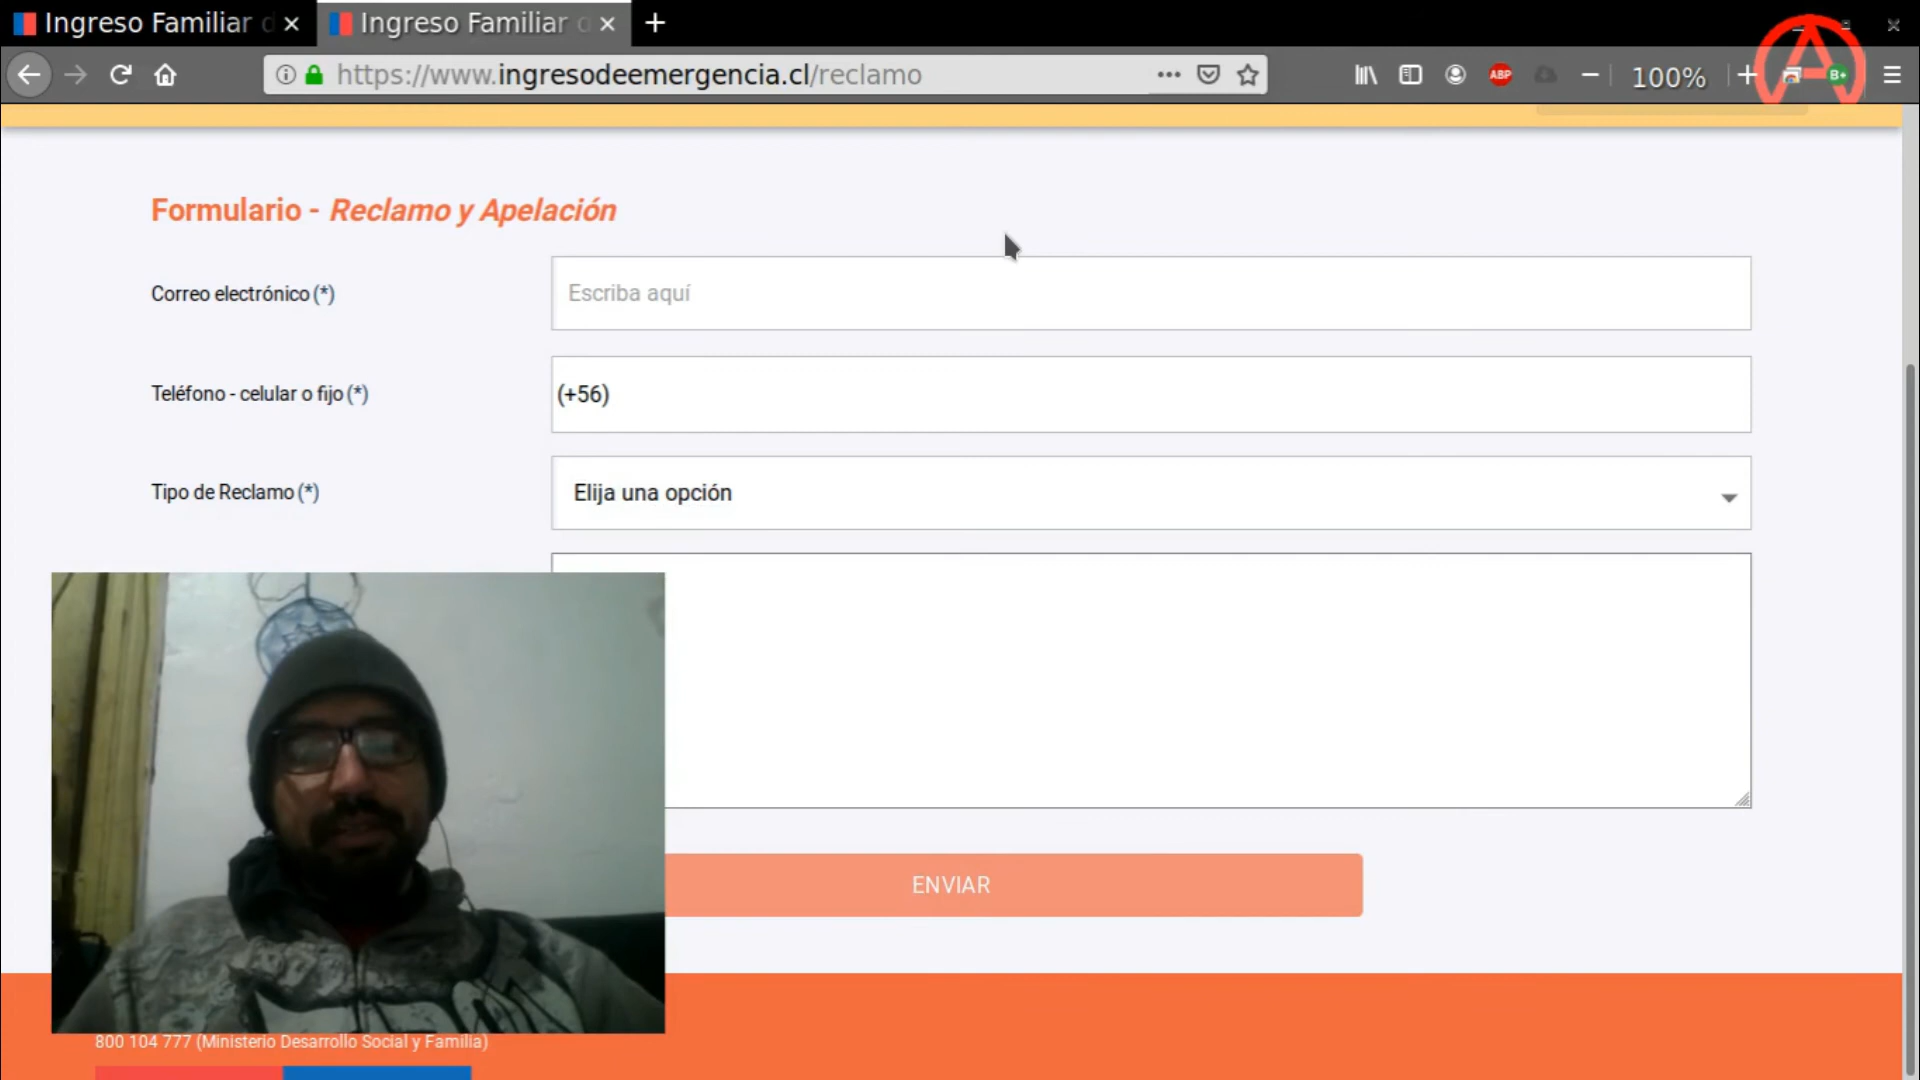 Ingreso Familiar d
Ingreso Familiar
https://www.ingresodeemergencia.cl/reclamo
ABP
100%
B+
Formulario - Reclamo y Apelación
Correo electrónico (*)
Escriba aquí
Teléfono - celular o fijo (*)
(+56)
Tipo de Reclamo (*)
Elija una opción
ENVIAR
800 104 777 (Ministerio Desarrollo Social y Familia)